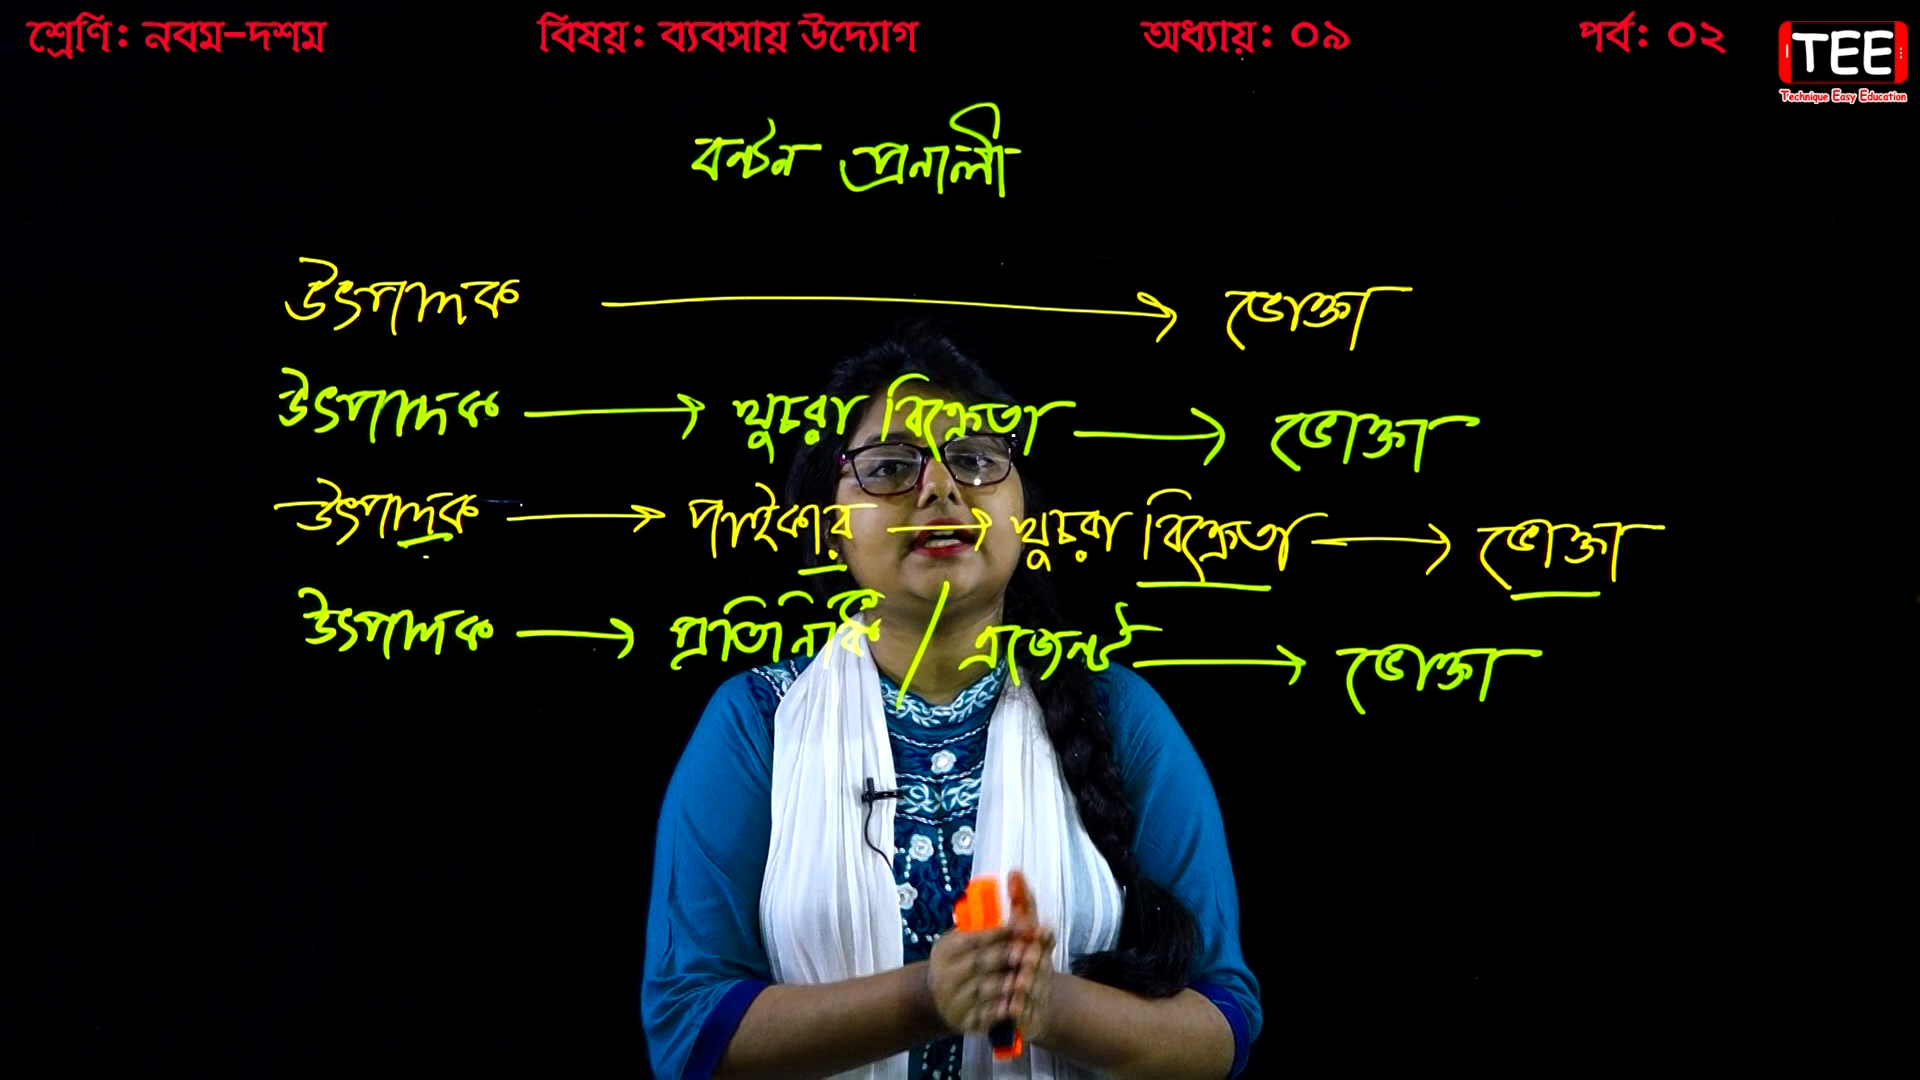 শ্রেণি: নবম-দশম বিষয়: ব্যবসায় উদ্যোগ অধ্যায়: ০৯ পর্ব: ০২
TEE
Technique Easy Education
বন্টন প্রনালী
উৎপাদক → ভোক্তা
উৎপাদক → খুচরা বিক্রেতা → ভোক্তা
উৎপাদক → পাইকার → খুচরা বিক্রেতা → ভোক্তা
উৎপাদক → প্রতিনিধি / এজেন্ট → ভোক্তা